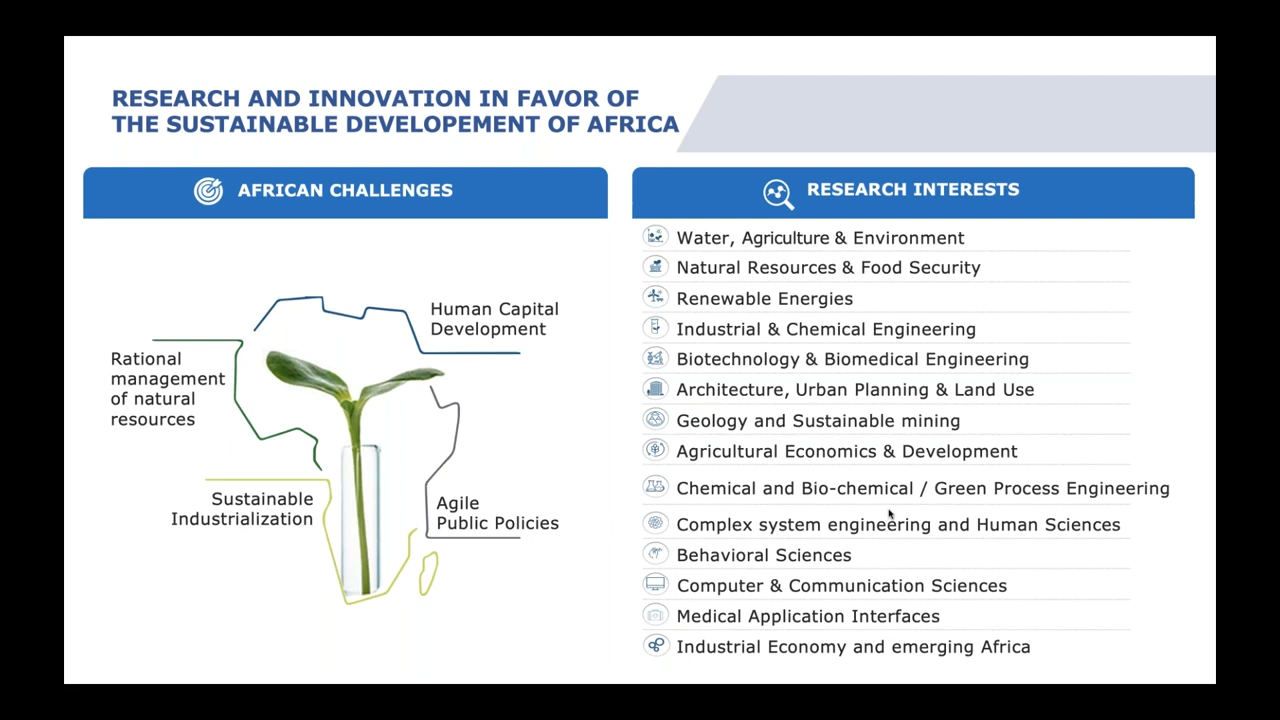 RESEARCH AND INNOVATION IN FAVOR OF
THE SUSTAINABLE DEVELOPEMENT OF AFRICA
AFRICAN CHALLENGES
Human Capital
Development
Rational
management
of natural
resources
Sustainable
Industrialization
Agile
Public Policies
RESEARCH INTERESTS
Water, Agriculture & Environment
Natural Resources & Food Security
Renewable Energies
Industrial & Chemical Engineering
Biotechnology & Biomedical Engineering
Architecture, Urban Planning & Land Use
Geology and Sustainable mining
Agricultural Economics & Development
Chemical and Bio-chemical / Green Process Engineering
Complex system engineering and Human Sciences
Behavioral Sciences
Computer & Communication Sciences
Medical Application Interfaces
Industrial Economy and emerging Africa